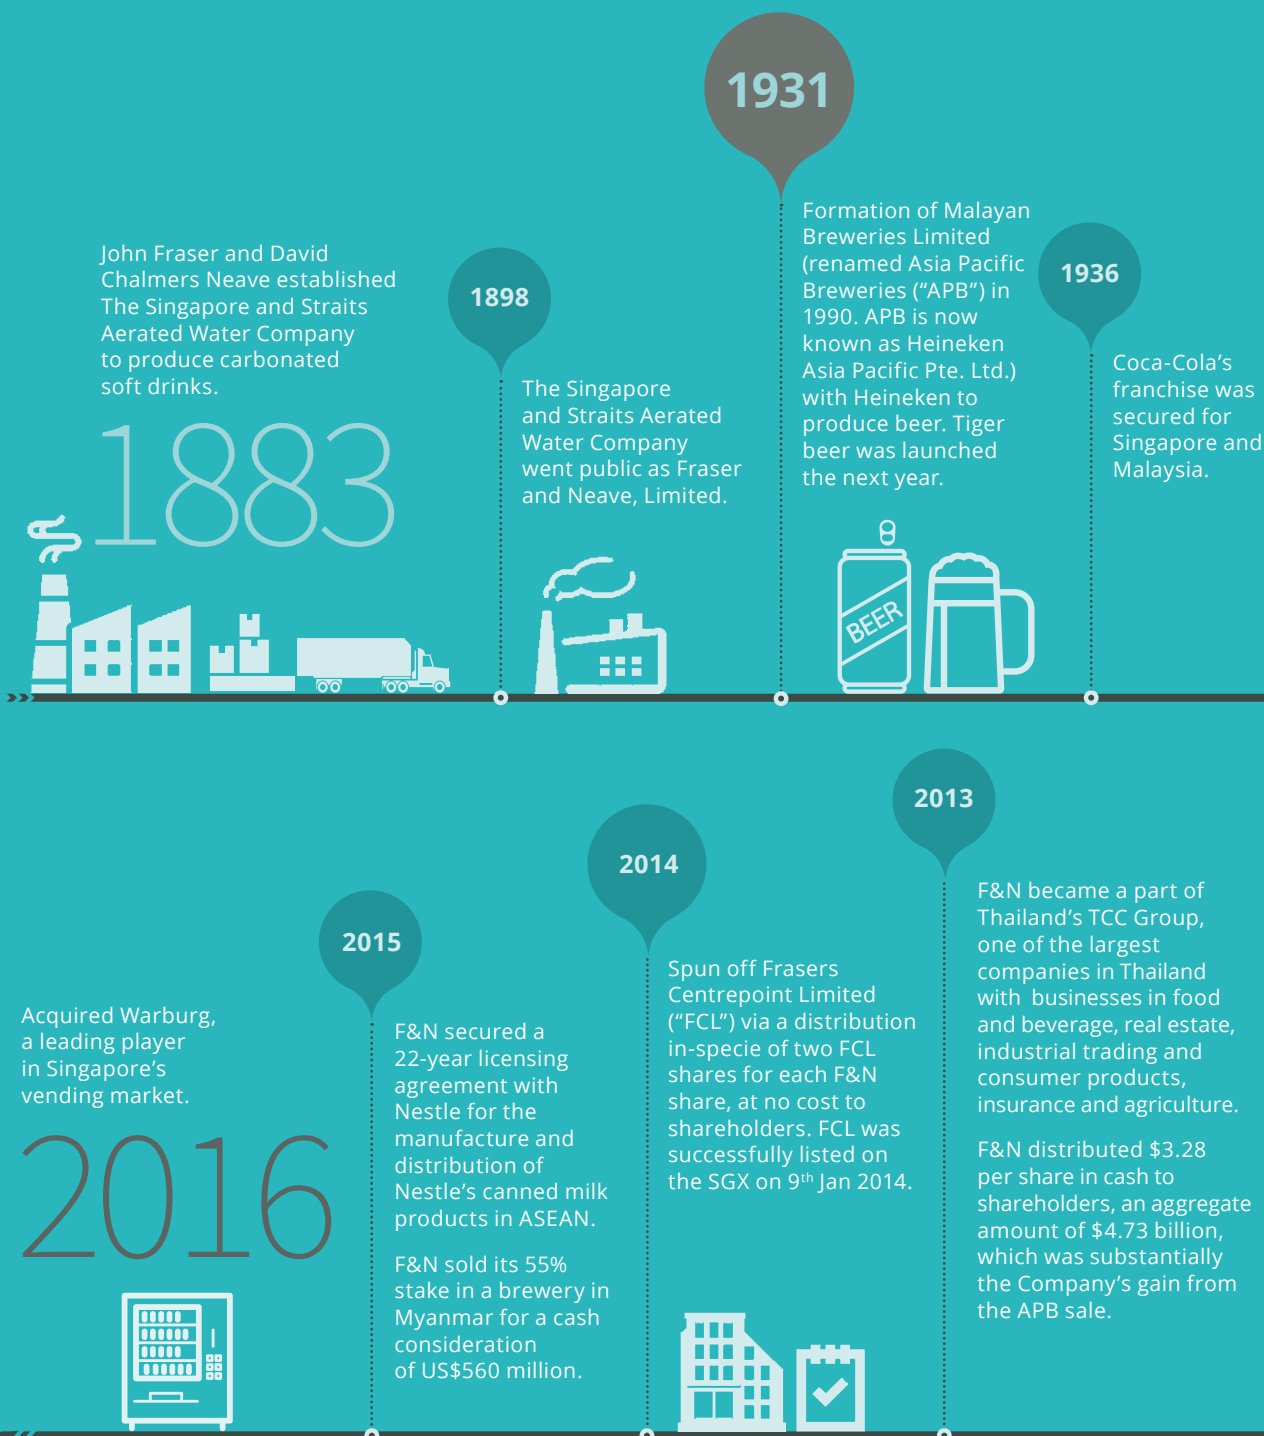 John Fraser and David
Chalmers Neave established
The Singapore and Straits
Aerated Water Company
to produce carbonated
soft drinks.
1883
1898
The Singapore
and Straits Aerated
Water Company
went public as Fraser
and Neave, Limited.
1931
Formation of Malayan
Breweries Limited
(renamed Asia Pacific
Breweries (“APB”) in
1990. APB is now
known as Heineken
Asia Pacific Pte. Ltd.)
with Heineken to
produce beer. Tiger
beer was launched
the next year.
BEER
1936
Coca-Cola’s
franchise was
secured for
Singapore and
Malaysia.
Acquired Warburg,
a leading player
in Singapore’s
vending market.
2016
2015
F&N secured a
22-year licensing
agreement with
Nestle for the
manufacture and
distribution of
Nestle’s canned milk
products in ASEAN.
F&N sold its 55%
stake in a brewery in
Myanmar for a cash
consideration
of US$560 million.
2014
Spun off Frasers
Centrepoint Limited
(“FCL”) via a distribution
in-specie of two FCL
shares for each F&N
share, at no cost to
shareholders. FCL was
successfully listed on
the SGX on 9th Jan 2014.
2013
F&N became a part of
Thailand’s TCC Group,
one of the largest
companies in Thailand
with businesses in food
and beverage, real estate,
industrial trading and
consumer products,
insurance and agriculture.
F&N distributed $3.28
per share in cash to
shareholders, an aggregate
amount of $4.73 billion,
which was substantially
the Company’s gain from
the APB sale.